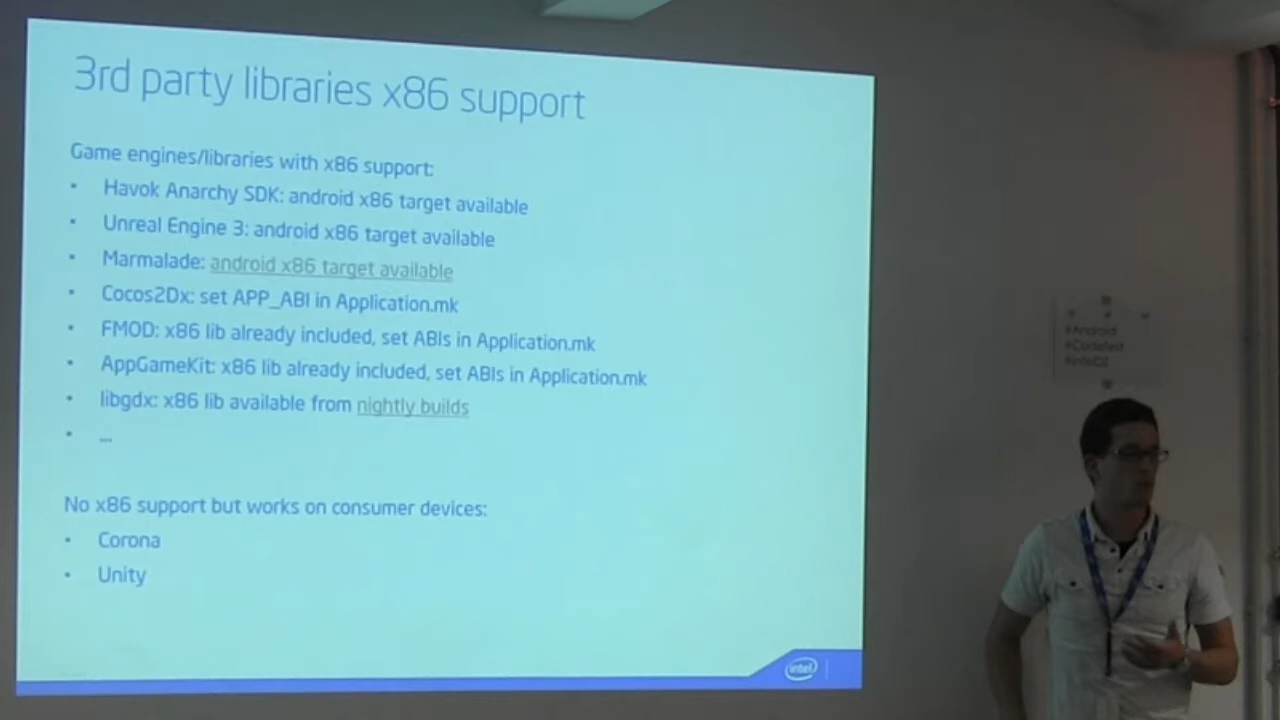 3rd party libraries x86 support
Game engines/libraries with x86 support:
• Havok Anarchy SDK: android x86 target available
• Unreal Engine 3: android x86 target available
• Marmalade: android x86 target available
• Cocos2Dx: set APP_ABI in Application.mk
• FMOD: x86 lib already included, set ABIs in Application.mk
• AppGameKit: x86 lib already included, set ABIs in Application.mk
• libgdx: x86 lib available from nightly builds
• ...
No x86 support but works on consumer devices:
• Corona
• Unity
intel
#Android
#Codefest